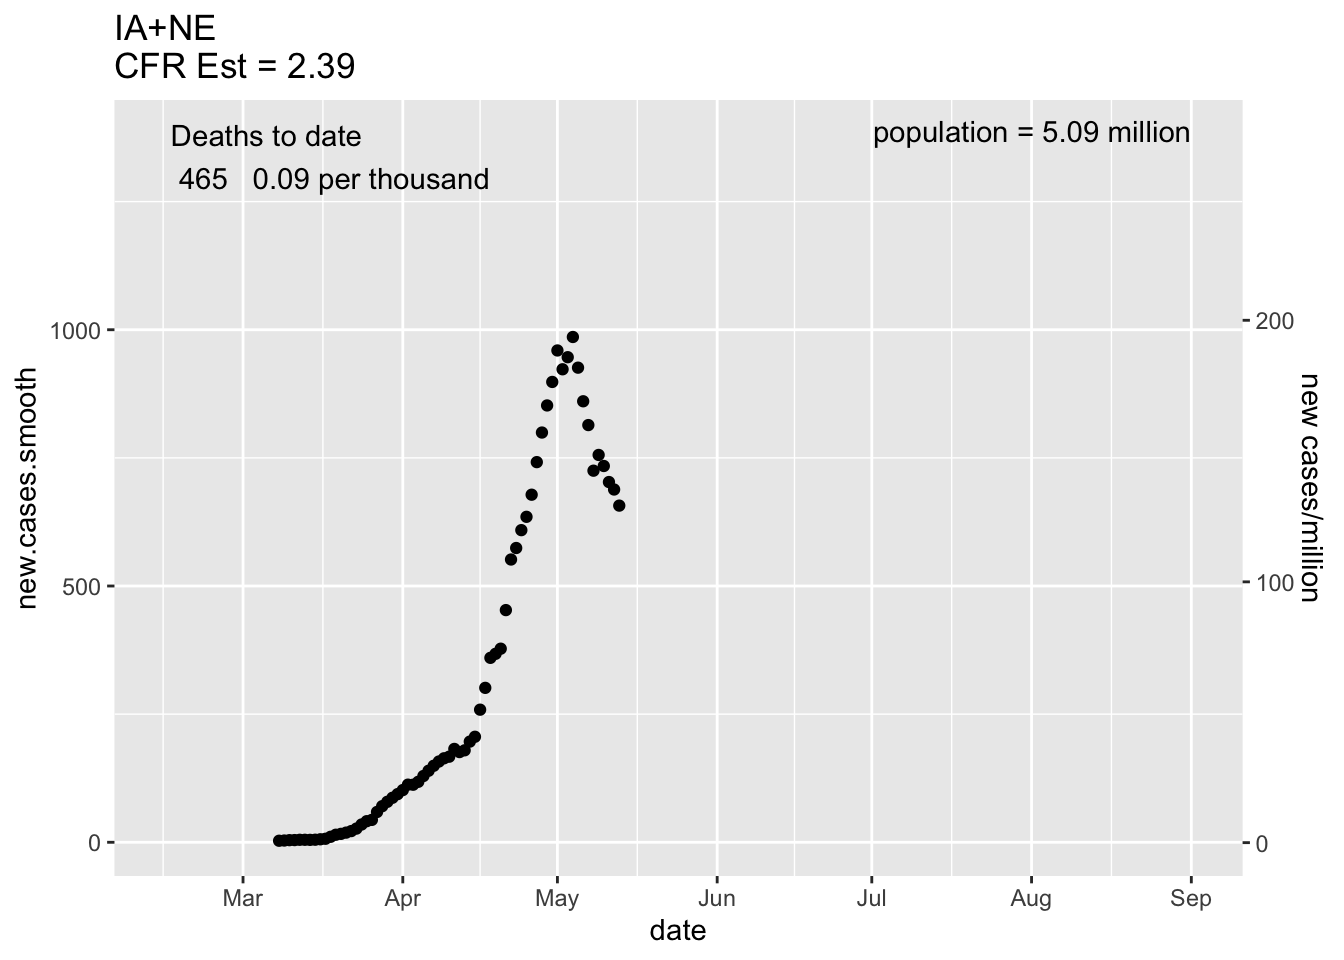 IA+NE
CFR Est = 2.39
Deaths to date
465 0.09 per thousand
population = 5.09 million
1000
500
0
new.cases.smooth
200
100
0
new cases/million
Mar Apr May Jun Jul Aug Sep
date